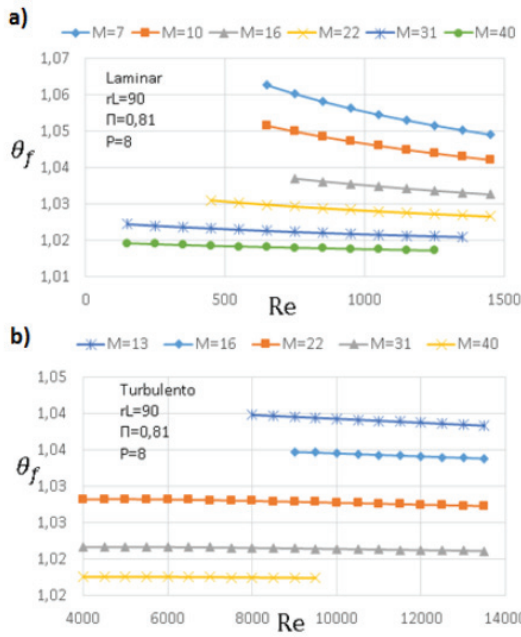 a)
M=7 M=10 M=16 M=22 M=31 M=40
1,07
1,06
1,05
1,04
1,03
1,02
1,01
θf
Laminar
rL=90
Π=0,81
P=8
0 500 1000 1500
Re
b)
M=13 M=16 M=22 M=31 M=40
1,05
1,04
1,04
1,03
1,03
1,02
1,02
θf
Turbulento
rL=90
Π=0,81
P=8
4000 6000 8000 10000 12000 14000
Re